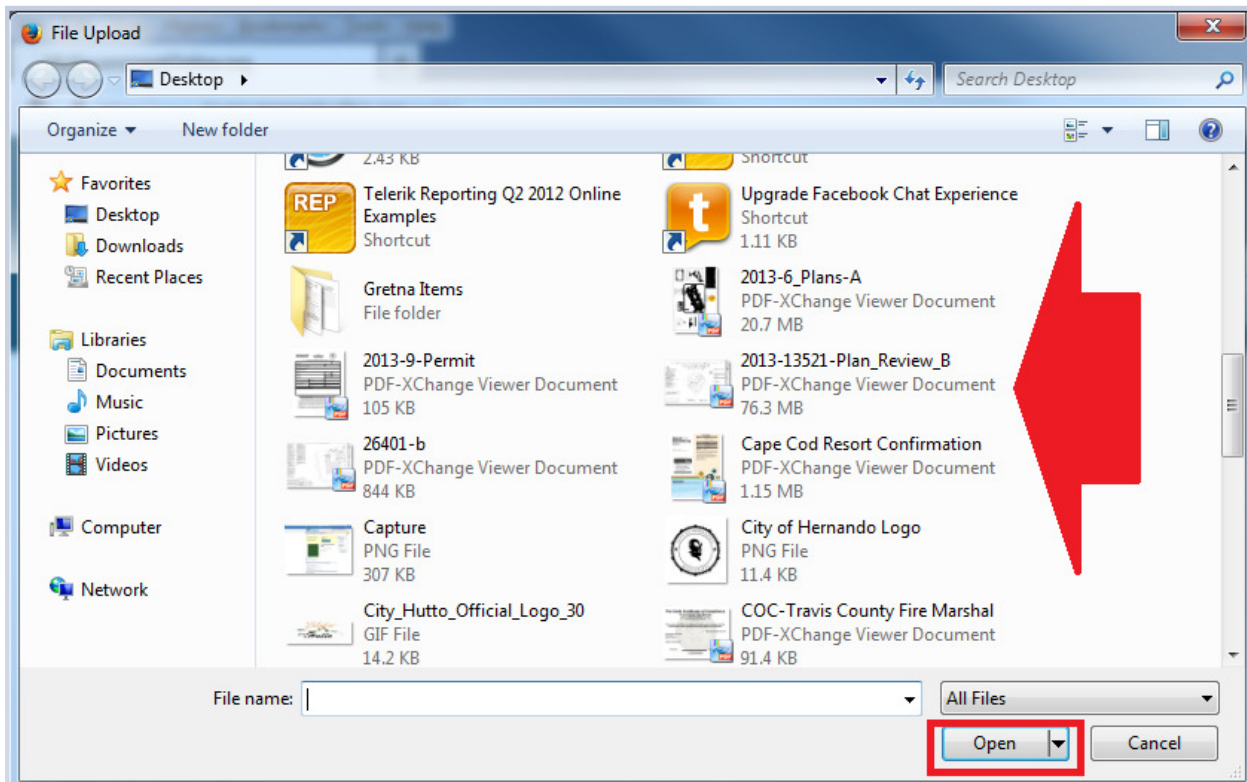 File Upload
Desktop
Search Desktop
Organize
New folder
Favorites
Desktop
Downloads
Recent Places
Libraries
Documents
Music
Pictures
Videos
Computer
Network
2.43 KB
Shortcut
REP
Telerik Reporting Q2 2012 Online
Examples
Shortcut
t
Upgrade Facebook Chat Experience
Shortcut
1.11 KB
Gretna Items
File folder
2013-6_Plans-A
PDF-XChange Viewer Document
20.7 MB
2013-9-Permit
PDF-XChange Viewer Document
105 KB
2013-13521-Plan_Review_B
PDF-XChange Viewer Document
76.3 MB
26401-b
PDF-XChange Viewer Document
844 KB
Cape Cod Resort Confirmation
PDF-XChange Viewer Document
1.15 MB
Capture
PNG File
307 KB
City of Hernando Logo
PNG File
11.4 KB
City_Hutto_Official_Logo_30
GIF File
14.2 KB
COC-Travis County Fire Marshal
PDF-XChange Viewer Document
91.4 KB
File name:
All Files
Open
Cancel